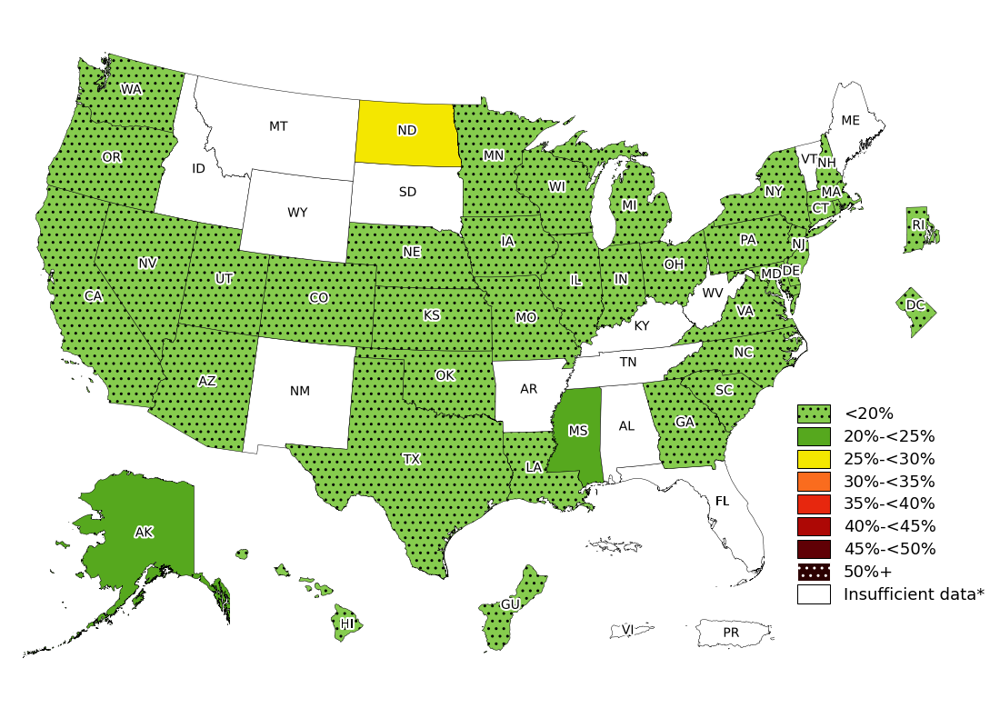 WA
MT
ND
ME
OR
ID
MN
VT
NH
SD
WI
NY
MA
MI
CT
WY
RI
IA
PA
NJ
NE
NV
OH
UT
IL
IN
MD
DE
CO
WV
CA
DC
KS
MO
VA
KY
NC
TN
OK
AZ
AR
SC
NM
GA
MS
AL
TX
LA
FL
AK
GU
HI
VI
PR
<20%
20%-<25%
25%-<30%
30%-<35%
35%-<40%
40%-<45%
45%-<50%
50%+
Insufficient data*